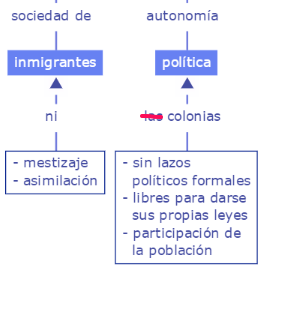 sociedad de
autonomía
inmigrantes
política
ni
colonias
- mestizaje
- asimilación
- sin lazos
políticos formales
- libres para darse
sus propias leyes
- participación de
la población